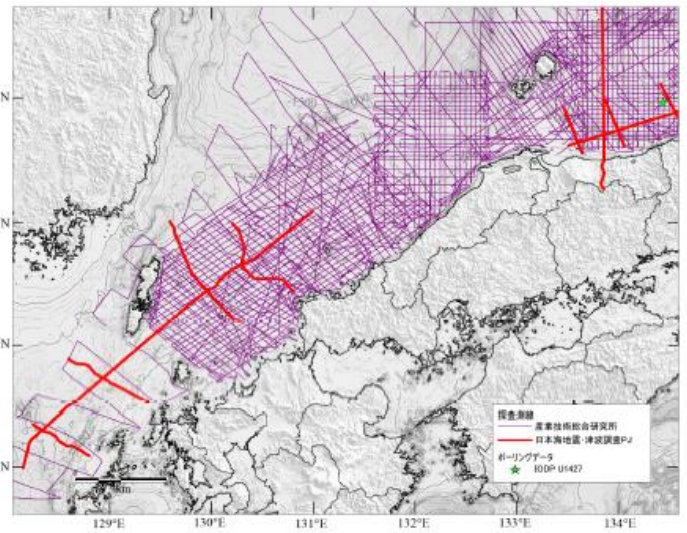 N
N
N
N
探査測線
産業技術総合研究所
日本海地震・津波調査PJ
ボーリングデータ
IODP U1427
km
129°E
130°E
131°E
132°E
133°E
134°E